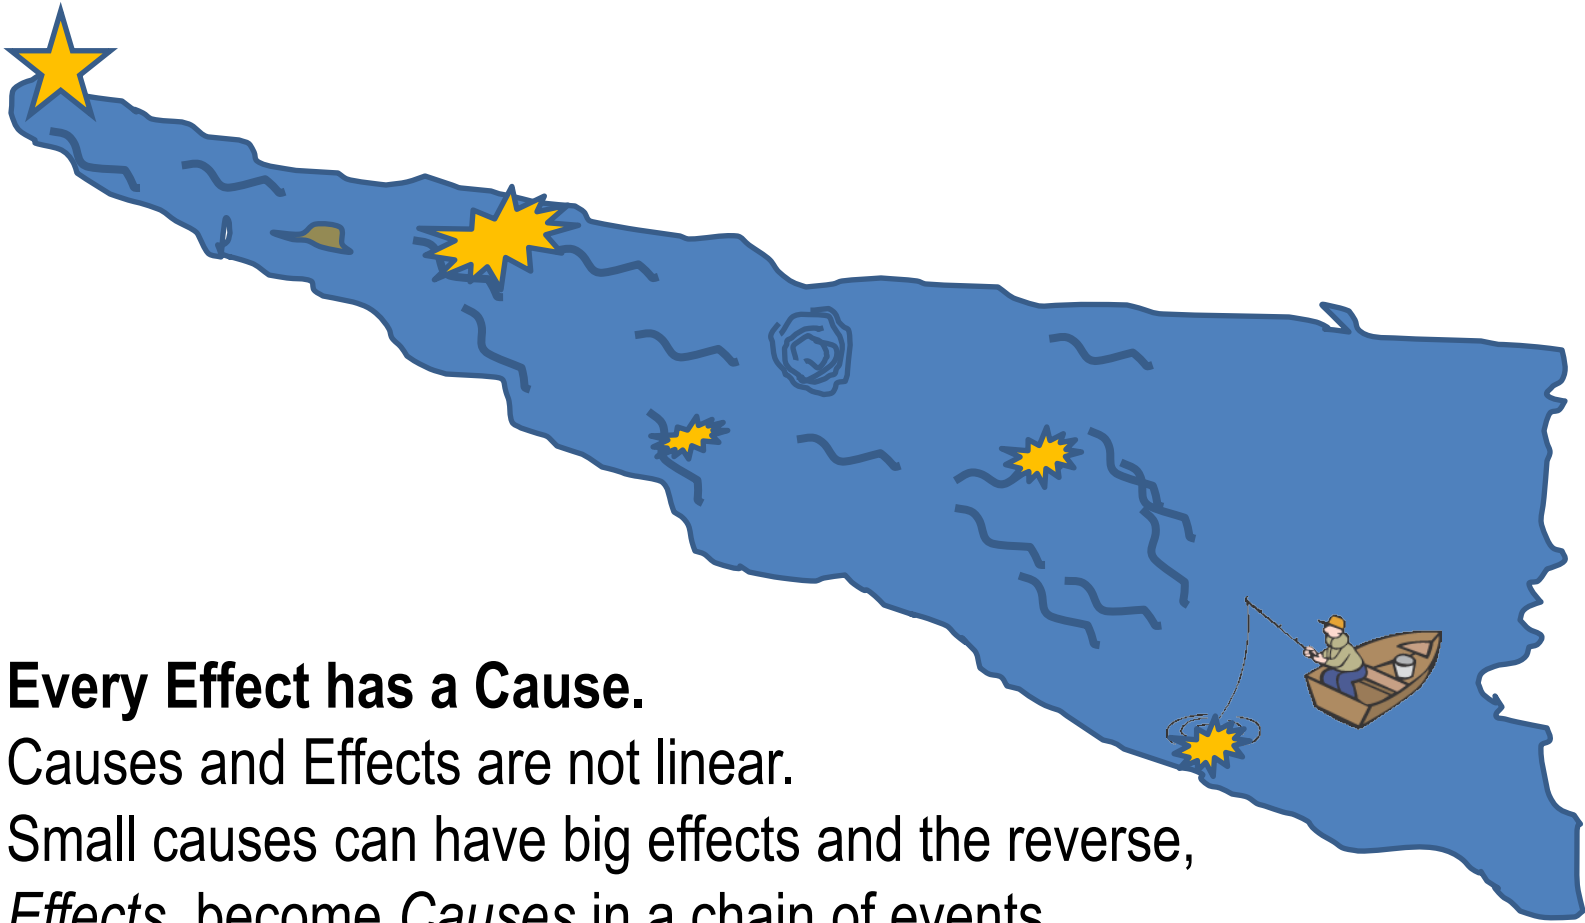 Every Effect has a Cause.
Causes and Effects are not linear.
Small causes can have big effects and the reverse,
Effects become Causes in a chain of events